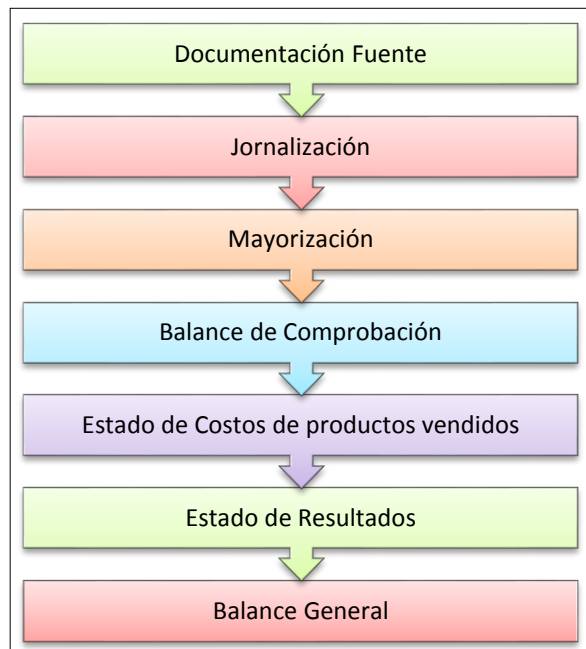 Documentación Fuente
Jornalización
Mayorización
Balance de Comprobación
Estado de Costos de productos vendidos
Estado de Resultados
Balance General